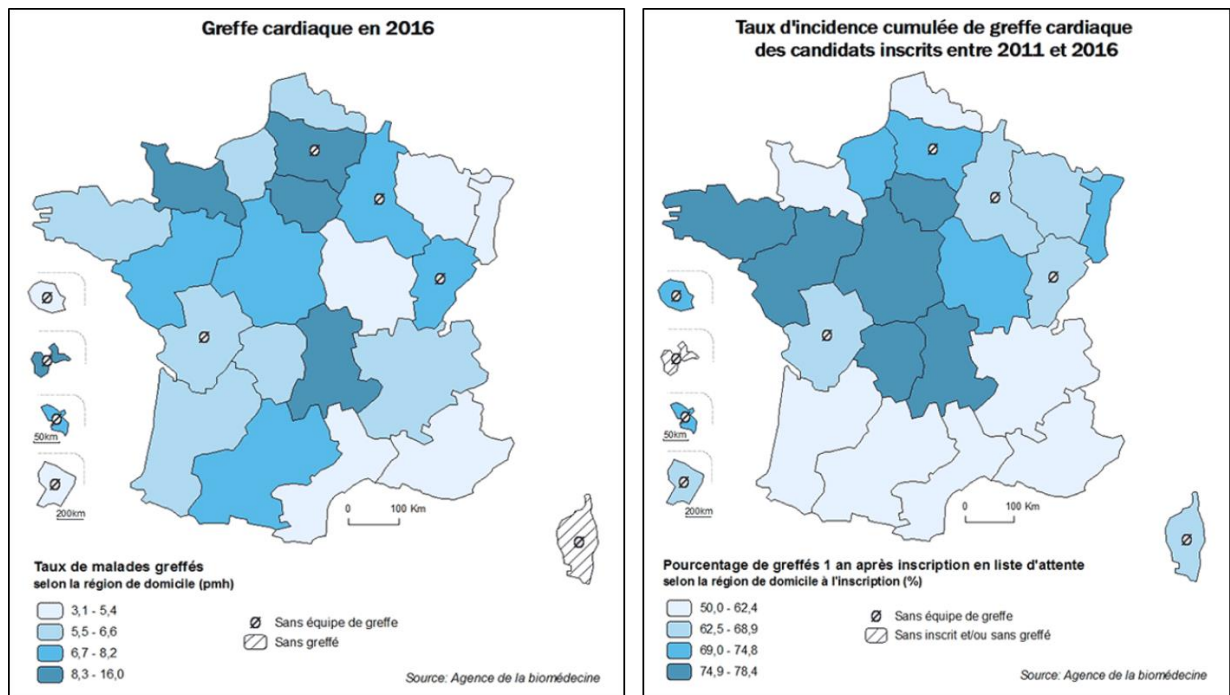 Greffe cardiaque en 2016
50km
200km
0 100 Km
Taux de malades greffés
selon la région de domicile (pmh)
3,1 - 5,4
5,5 - 6,6
6,7 - 8,2
8,3 - 16,0
Sans équipe de greffe
Sans greffé
Source: Agence de la biomédecine
Taux d'incidence cumulée de greffe cardiaque
des candidats inscrits entre 2011 et 2016
50km
200km
0 100 Km
Pourcentage de greffés 1 an après inscription en liste d'attente
selon la région de domicile à l'inscription (%)
50,0 - 62,4
62,5 - 68,9
69,0 - 74,8
74,9 - 78,4
Sans équipe de greffe
Sans inscrit et/ou sans greffé
Source: Agence de la biomédecine